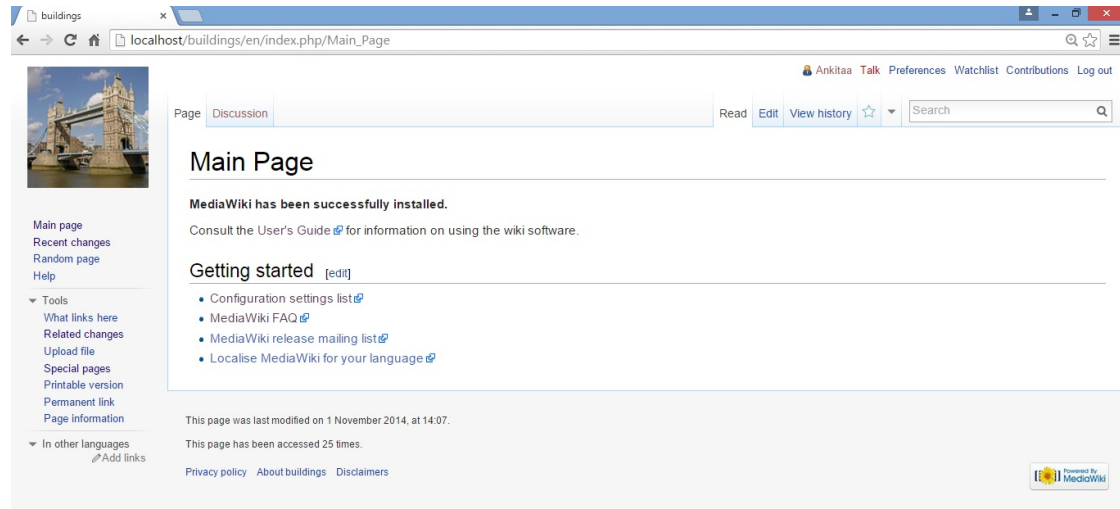 buildings
localhost/buildings/en/index.php/Main_Page
Ankitaa Talk Preferences Watchlist Contributions Log out
Page Discussion Read Edit View history Search
Main Page
MediaWiki has been successfully installed.
Consult the User's Guide for information on using the wiki software.
Main page
Recent changes
Random page
Help
Getting started [edit]
Configuration settings list
MediaWiki FAQ
MediaWiki release mailing list
Localise MediaWiki for your language
Tools
What links here
Related changes
Upload file
Special pages
Printable version
Permanent link
Page information
In other languages
Add links
This page was last modified on 1 November 2014, at 14:07.
This page has been accessed 25 times.
Privacy policy About buildings Disclaimers
Powered By
MediaWiki